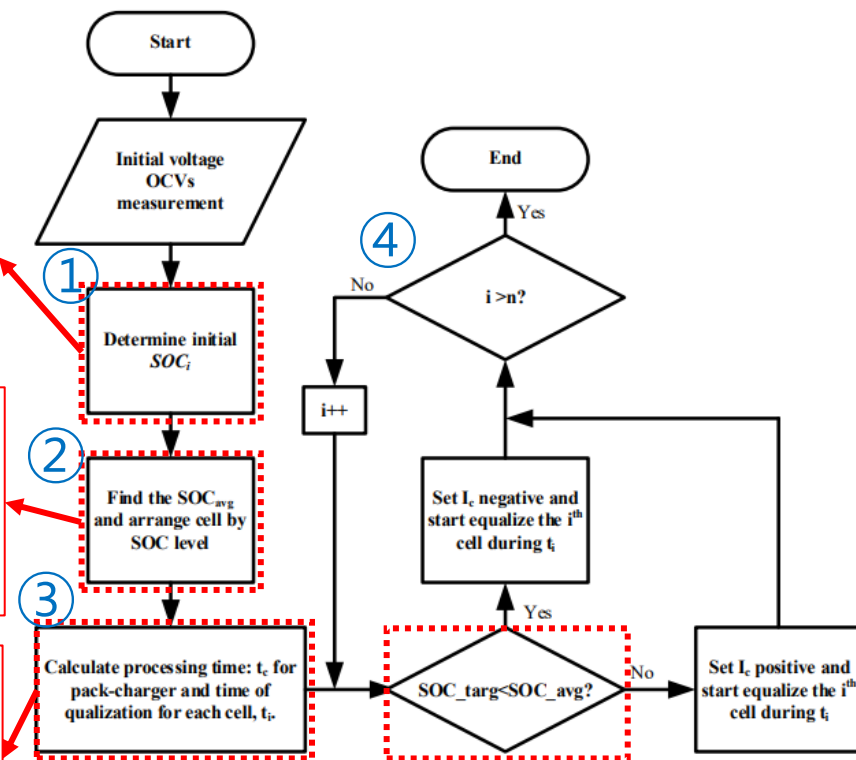 Start
Initial voltage
OCVs
measurement
①
Determine initial
SOCᵢ
②
Find the SOCavg
and arrange cell by
SOC level
③
Calculate processing time: tc for
pack-charger and time of
qualization for each cell, ti.
SOC_targ<SOC_avg?
Yes
No
Set Ic negative and
start equalize the ith
cell during ti
Set Ic positive and
start equalize the ith
cell during ti
④
i >n?
No
Yes
i++
End